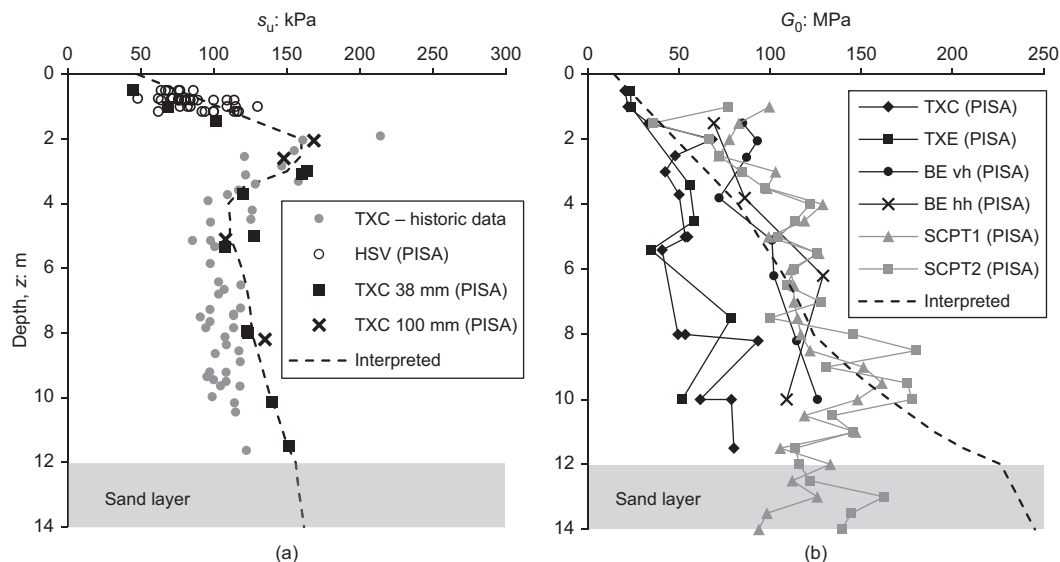 s_u: kPa
0 50 100 150 200 250 300
0
2
4
6
8
10
12
14
Depth, z: m
TXC – historic data
HSV (PISA)
TXC 38 mm (PISA)
TXC 100 mm (PISA)
Interpreted
Sand layer
(a)
G_0: MPa
0 50 100 150 200 250
0
2
4
6
8
10
12
14
TXC (PISA)
TXE (PISA)
BE vh (PISA)
BE hh (PISA)
SCPT1 (PISA)
SCPT2 (PISA)
Interpreted
Sand layer
(b)